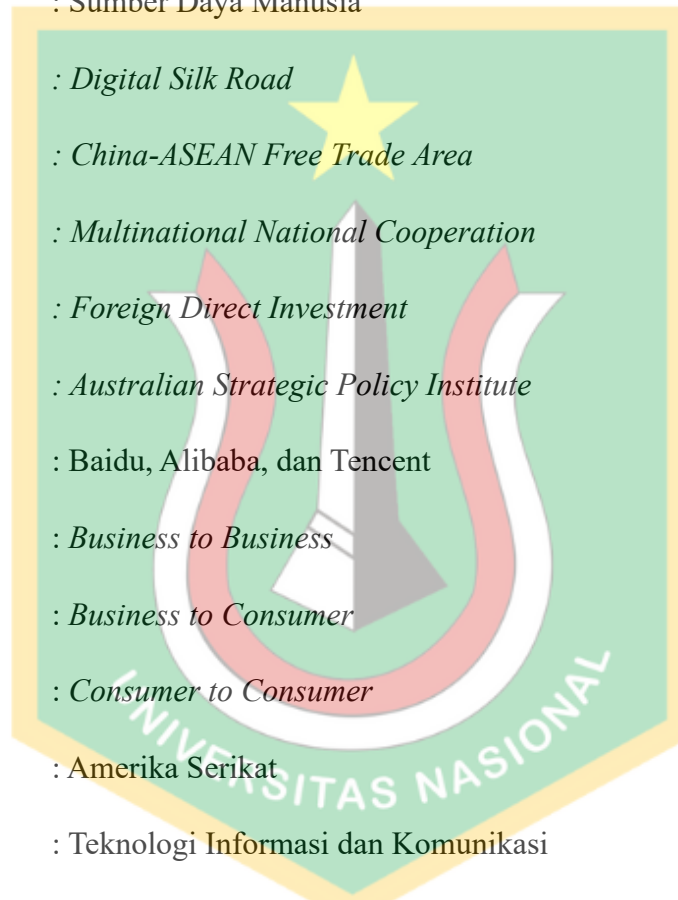 : Sumber Daya Manusia
: Digital Silk Road
: China-ASEAN Free Trade Area
: Multinational National Cooperation
: Foreign Direct Investment
: Australian Strategic Policy Institute
: Baidu, Alibaba, dan Tencent
: Business to Business
: Business to Consumer
: Consumer to Consumer
: Amerika Serikat
: Teknologi Informasi dan Komunikasi
UNIVERSITAS NASIONAL